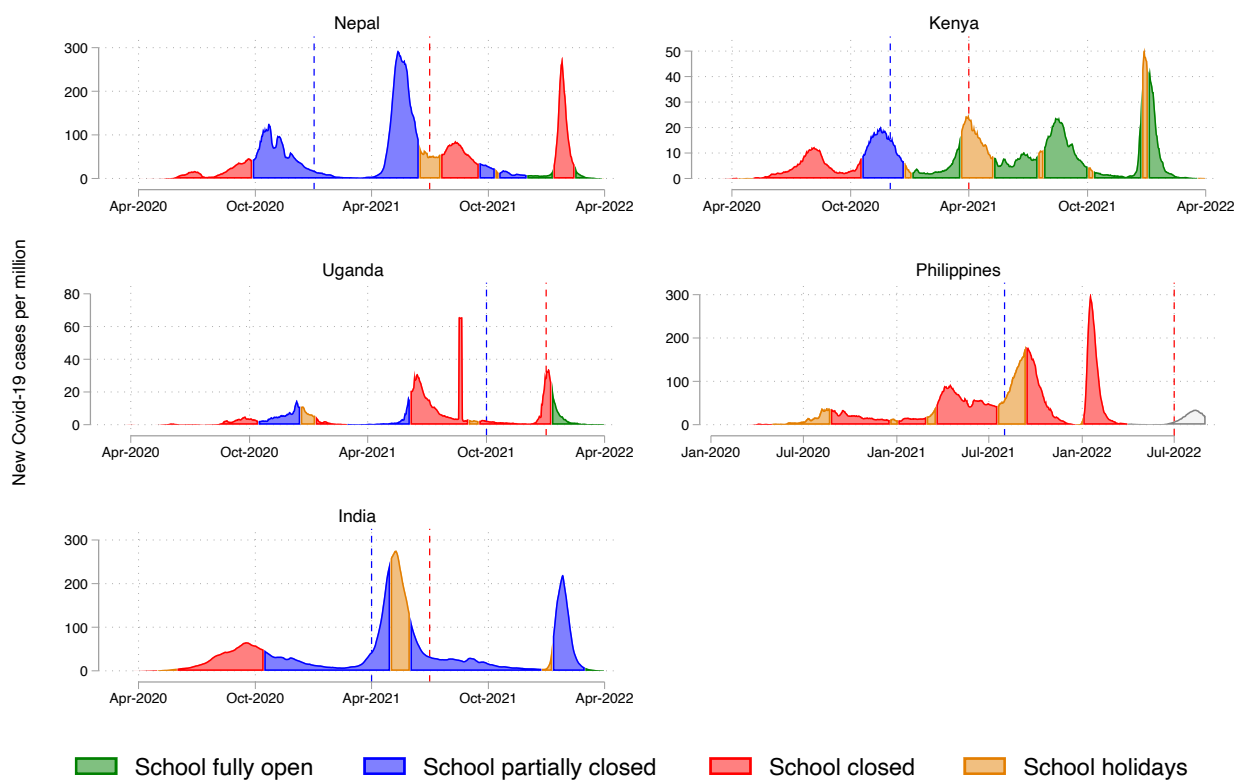 Nepal
300
200
100
0
Apr-2020 Oct-2020 Apr-2021 Oct-2021 Apr-2022
Kenya
50
40
30
20
10
0
Apr-2020 Oct-2020 Apr-2021 Oct-2021 Apr-2022
New Covid-19 cases per million
Uganda
80
60
40
20
0
Apr-2020 Oct-2020 Apr-2021 Oct-2021 Apr-2022
Philippines
300
200
100
0
Jan-2020 Jul-2020 Jan-2021 Jul-2021 Jan-2022 Jul-2022
India
300
200
100
0
Apr-2020 Oct-2020 Apr-2021 Oct-2021 Apr-2022
School fully open School partially closed School closed School holidays